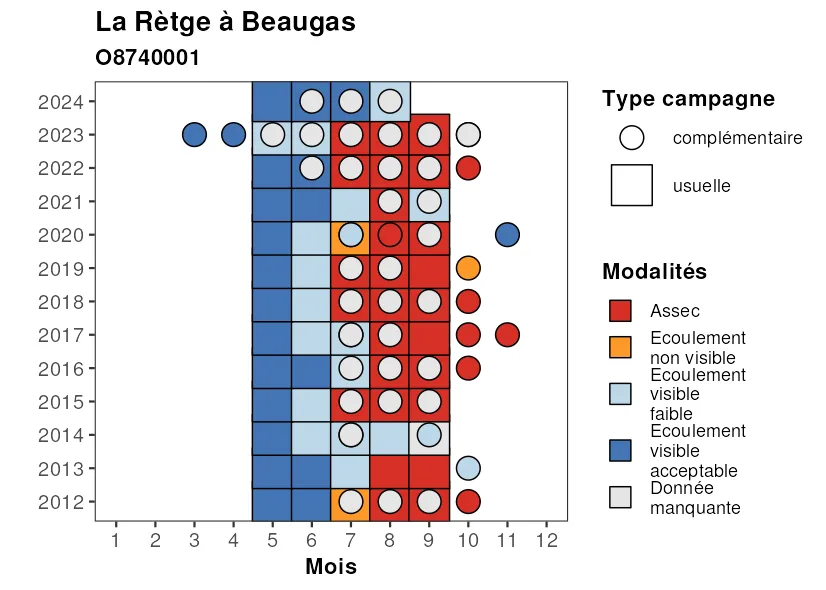 La Rètge à Beaugas
O8740001
2024
2023
2022
2021
2020
2019
2018
2017
2016
2015
2014
2013
2012
1 2 3 4 5 6 7 8 9 10 11 12
Mois
Type campagne
complémentaire
usuelle
Modalités
Assec
Ecoulement
non visible
Ecoulement
visible
faible
Ecoulement
visible
acceptable
Donnée
manquante